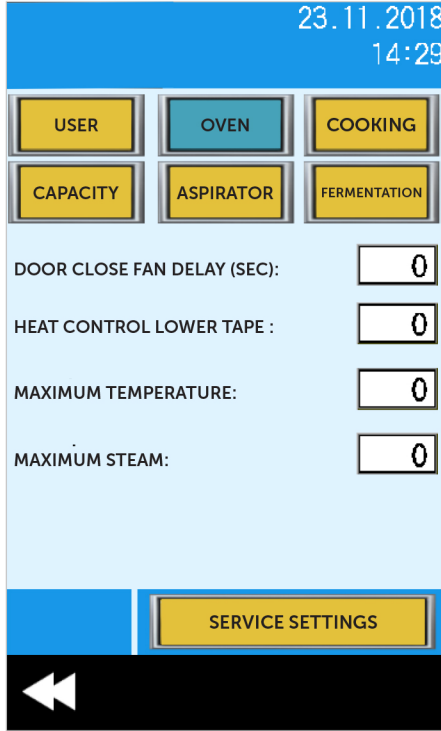 23.11.2018
14:29
USER OVEN COOKING
CAPACITY ASPIRATOR FERMENTATION
DOOR CLOSE FAN DELAY (SEC): 0
HEAT CONTROL LOWER TAPE : 0
MAXIMUM TEMPERATURE: 0
MAXIMUM STEAM: 0
SERVICE SETTINGS